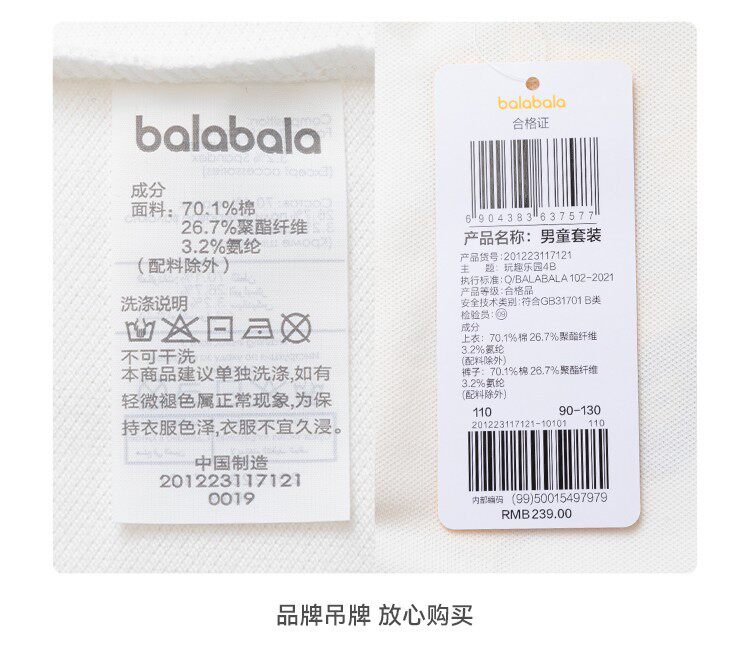 balabala
成分
面料: 70.1%棉
26.7%聚酯纤维
3.2%氨纶
(配料除外)
洗涤说明
不可干洗
本商品建议单独洗涤,如有
轻微褪色属正常现象,为保
持衣服色泽,衣服不宜久浸。
中国制造
201223117121
0019
balabala
合格证
6 904383 637577
产品名称: 男童套装
产品货号: 201223117121
主 题: 玩趣乐园4B
执行标准: Q/BALABALA 102-2021
产品等级: 合格品
安全技术类别: 符合GB31701 B类
检验员: 09
成分
上衣: 70.1%棉 26.7%聚酯纤维
3.2%氨纶
(配料除外)
裤子: 70.1%棉 26.7%聚酯纤维
3.2%氨纶
(配料除外)
110 90-130
201223117121-10101 110
内部编码 (99)50015497979
RMB239.00
品牌吊牌 放心购买